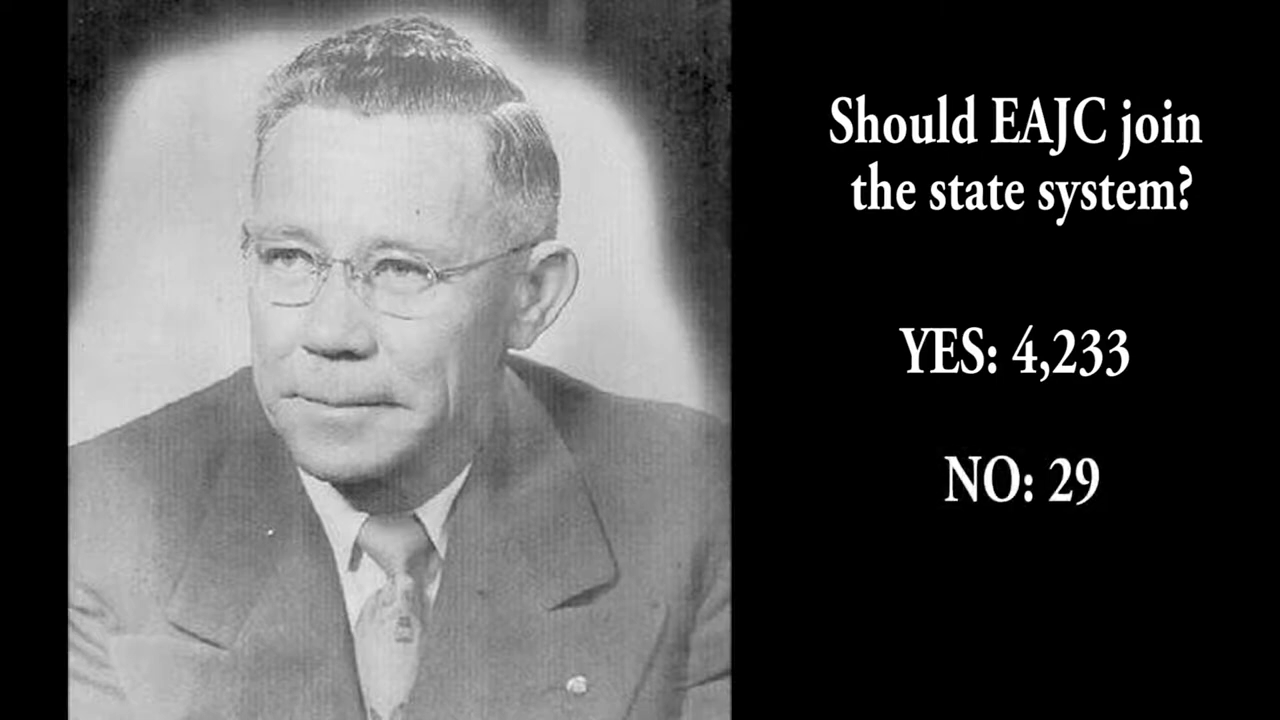 Should EAJC join
the state system?
YES: 4,233
NO: 29